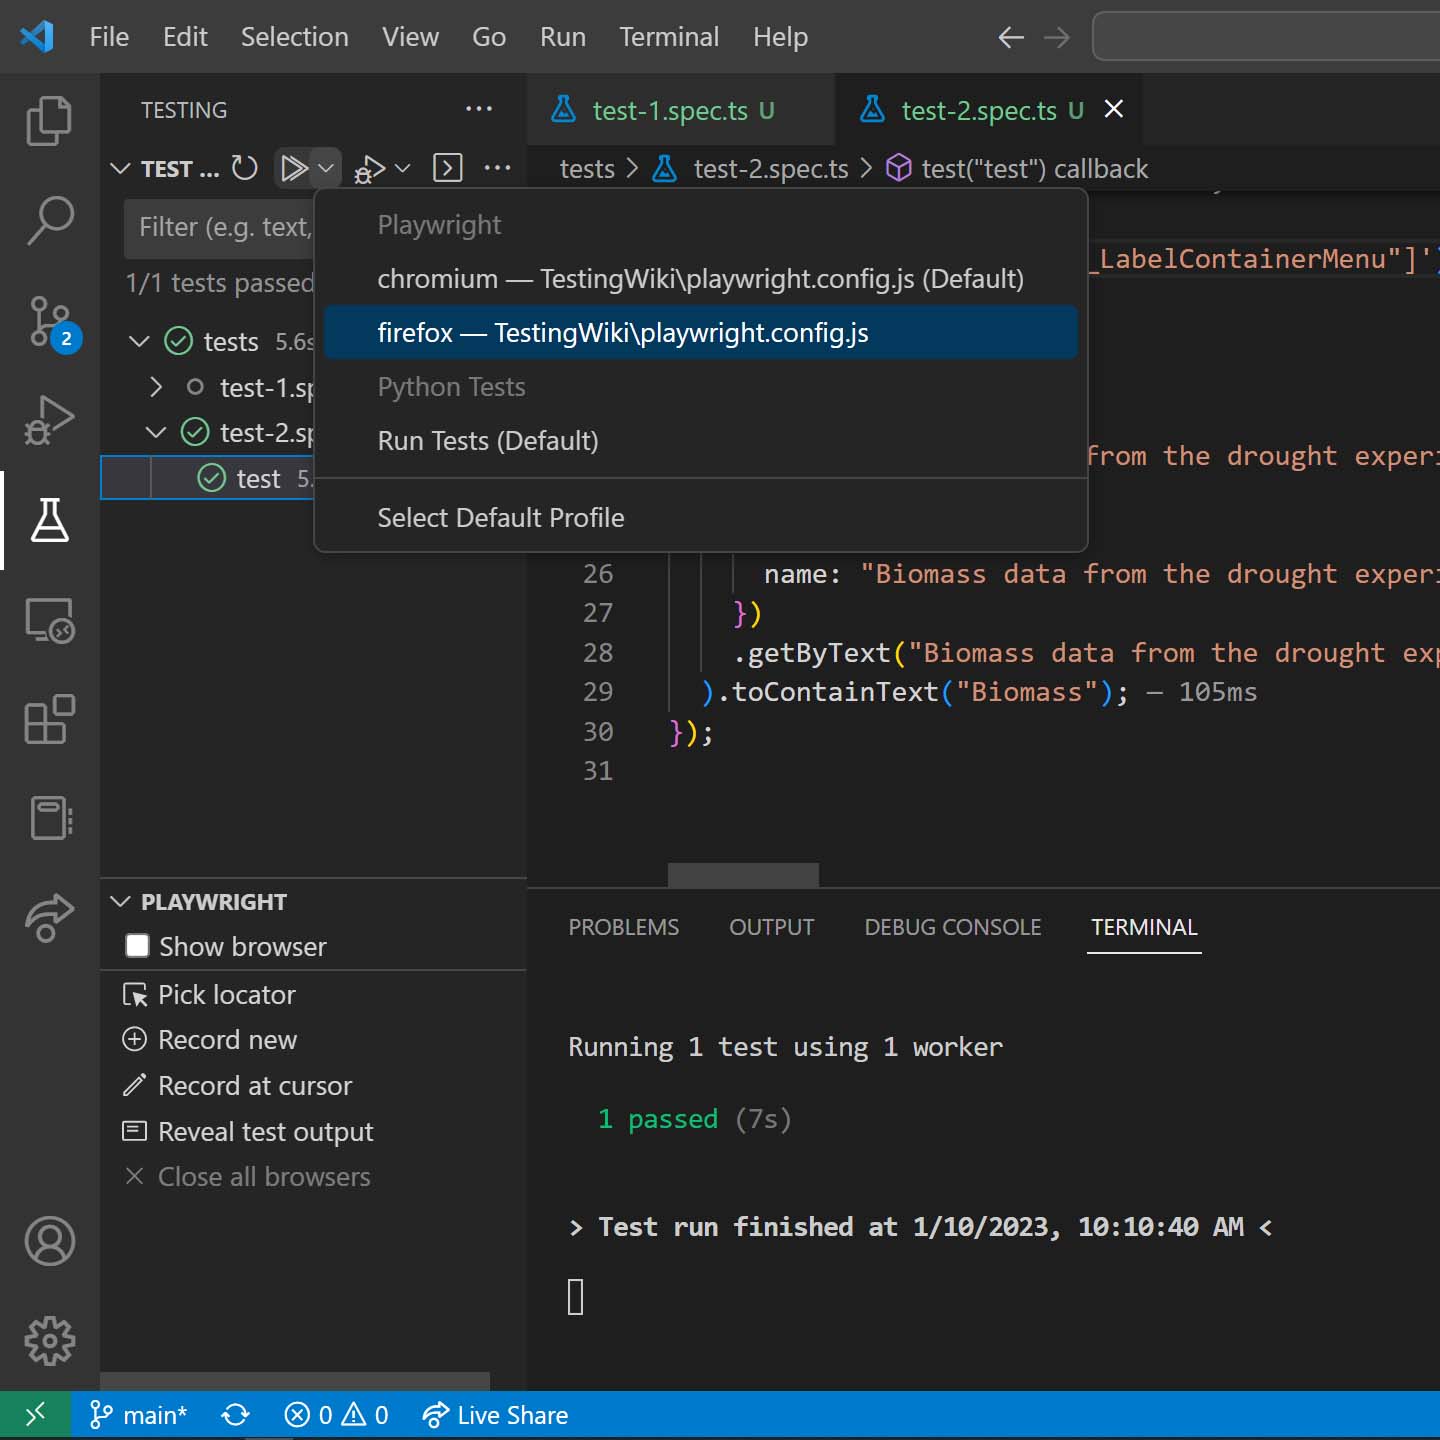 File Edit Selection View Go Run Terminal Help
TESTING ...
TEST ... ...
Filter (e.g. text,
1/1 tests passed
tests 5.6s
test-1.sp
test-2.sp
test 5.
2
Playwright
chromium — TestingWiki\playwright.config.js (Default)
firefox — TestingWiki\playwright.config.js
Python Tests
Run Tests (Default)
Select Default Profile
test-1.spec.ts U
test-2.spec.ts U
tests > test-2.spec.ts > test("test") callback
_LabelContainerMenu"]')
from the drought experi
26 name: "Biomass data from the drought experi
27 })
28 .getByText("Biomass data from the drought exp
29 ).toContainText("Biomass"); — 105ms
30 });
31
PLAYWRIGHT
Show browser
Pick locator
Record new
Record at cursor
Reveal test output
Close all browsers
PROBLEMS OUTPUT DEBUG CONSOLE TERMINAL
Running 1 test using 1 worker
1 passed (7s)
> Test run finished at 1/10/2023, 10:10:40 AM <
main* 0 0 Live Share